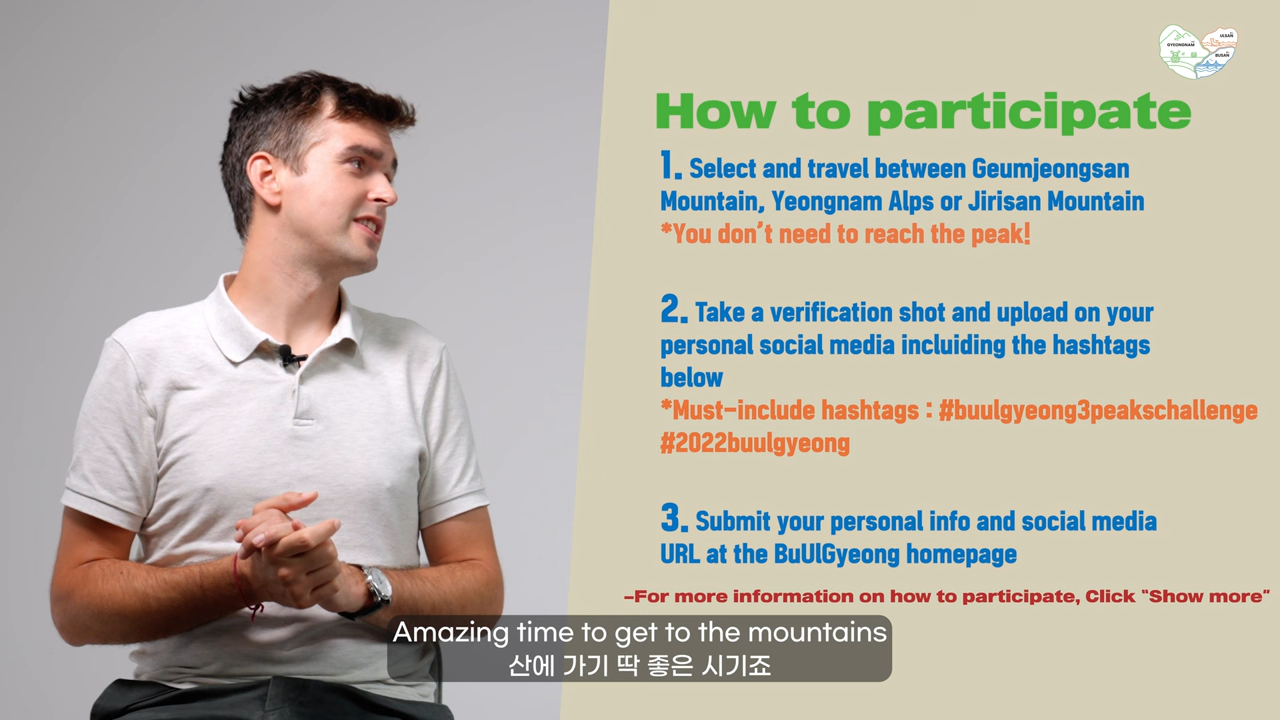 GYEONGNAM
ULSAN
BUSAN
How to participate
1. Select and travel between Geumjeongsan
Mountain, Yeongnam Alps or Jirisan Mountain
*You don't need to reach the peak!
2. Take a verification shot and upload on your
personal social media incluiding the hashtags
below
*Must-include hashtags : #buulgyeong3peakschallenge
#2022buulgyeong
3. Submit your personal info and social media
URL at the BuUlGyeong homepage
-For more information on how to participate, Click "Show more"
Amazing time to get to the mountains
산에 가기 딱 좋은 시기죠